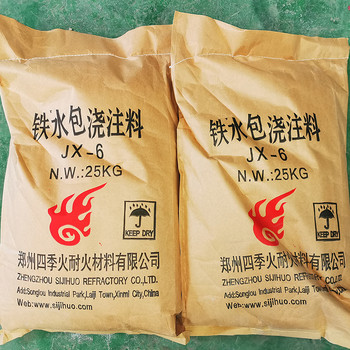 铁水包浇注料
JX-6
N.W.:25KG
KEEP DRY
郑州四季火耐火材料有限公司
ZHENGZHOU SIJIHUO REFRACTORY CO.,LTD.
Add:Songlou Industrial Park,Laiji Town,Xinmi City,China
Web:www.sijihuo.com
铁水包浇注料
JX-6
N.W.:25KG
KEEP DRY
郑州四季火耐火材料有限公司
ZHENGZHOU SIJIHUO REFRACTORY CO.,LTD.
Add:Songlou Industrial Park,Laiji Town,Xinmi City,China
Web:www.sijihuo.com